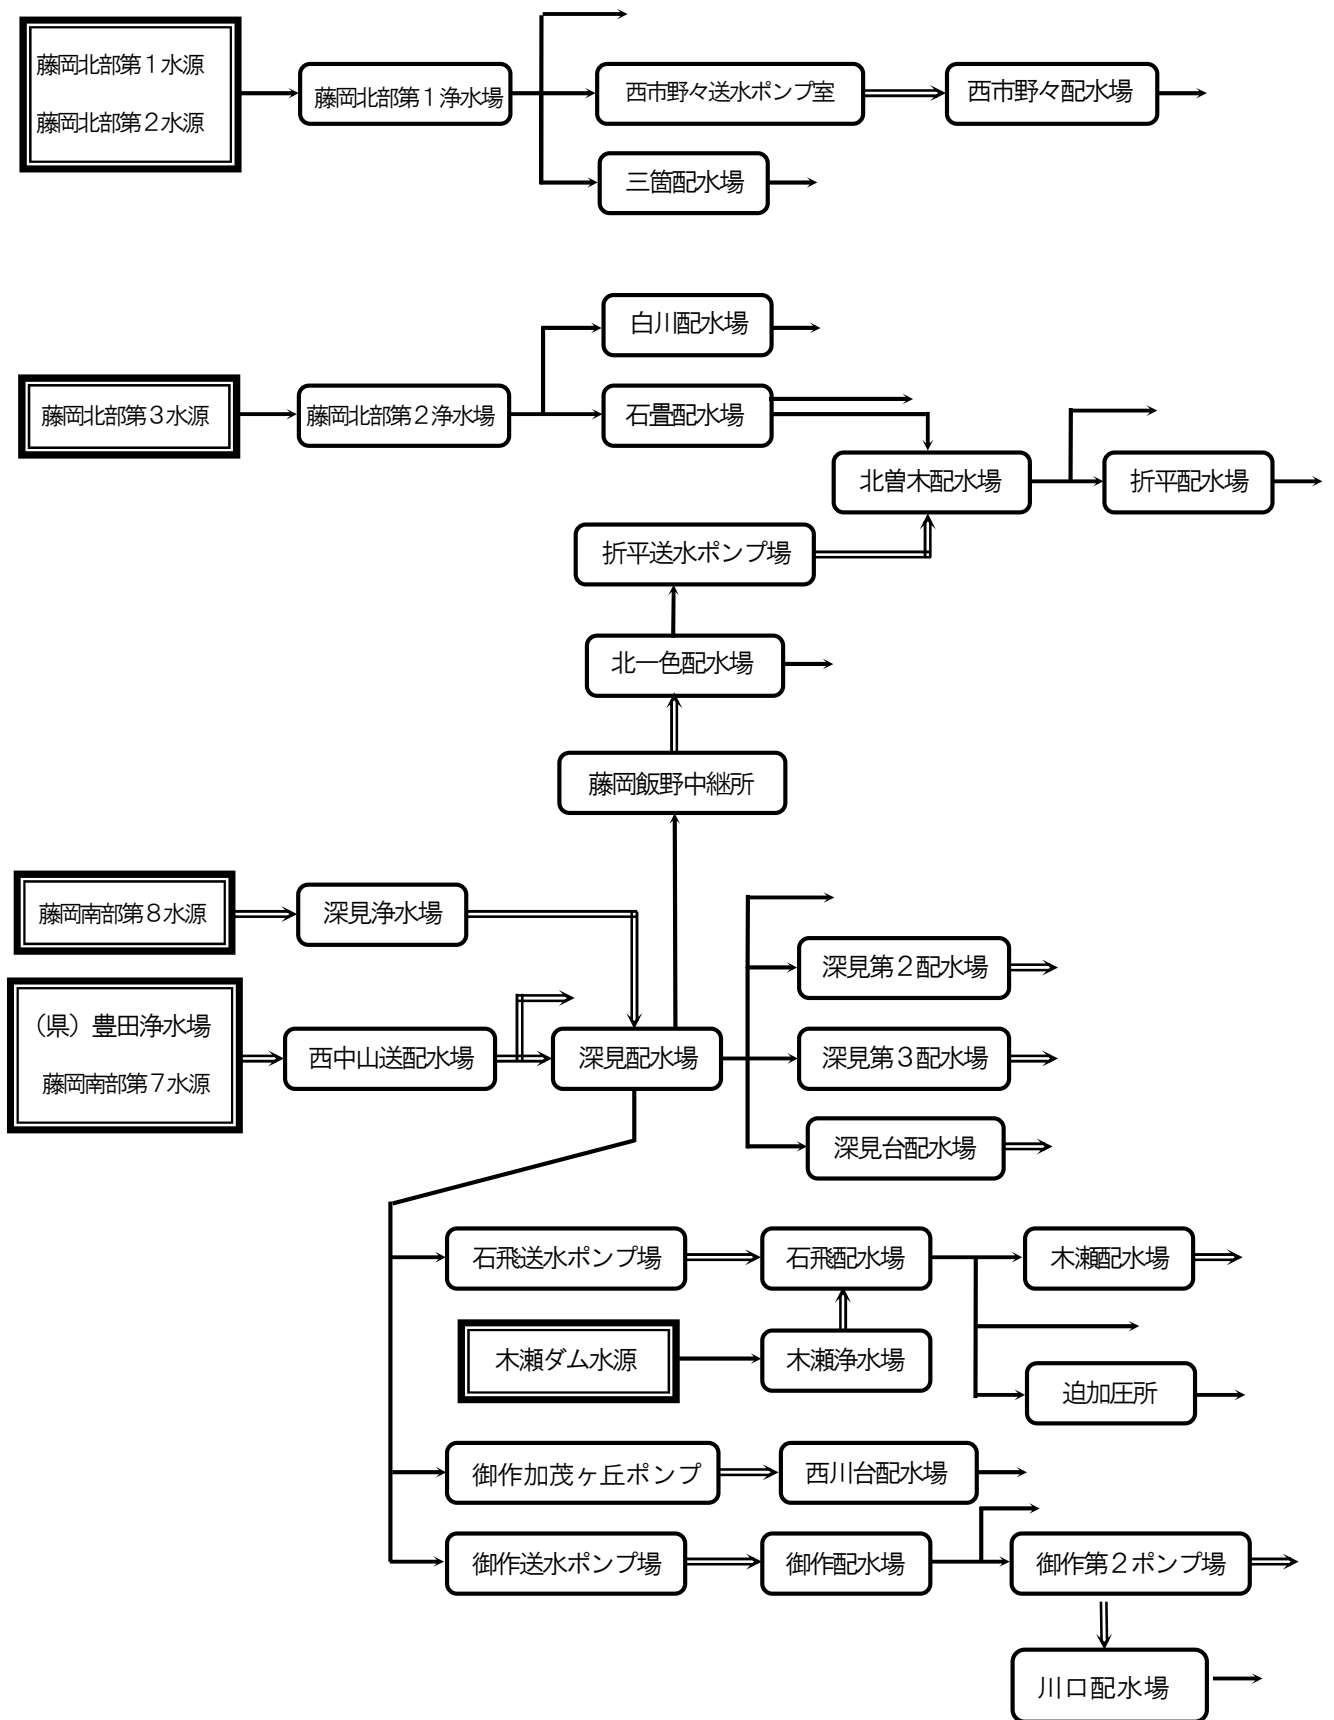 藤岡北部第１水源
藤岡北部第２水源
藤岡北部第１浄水場
西市野々送水ポンプ室
西市野々配水場
三箇配水場
白川配水場
藤岡北部第３水源
藤岡北部第２浄水場
石畳配水場
北曽木配水場
折平配水場
折平送水ポンプ場
北一色配水場
藤岡飯野中継所
藤岡南部第８水源
深見浄水場
深見第２配水場
（県）豊田浄水場
藤岡南部第７水源
西中山送配水場
深見配水場
深見第３配水場
深見台配水場
石飛送水ポンプ場
石飛配水場
木瀬配水場
木瀬ダム水源
木瀬浄水場
迫加圧所
御作加茂ヶ丘ポンプ
西川台配水場
御作送水ポンプ場
御作配水場
御作第２ポンプ場
川口配水場